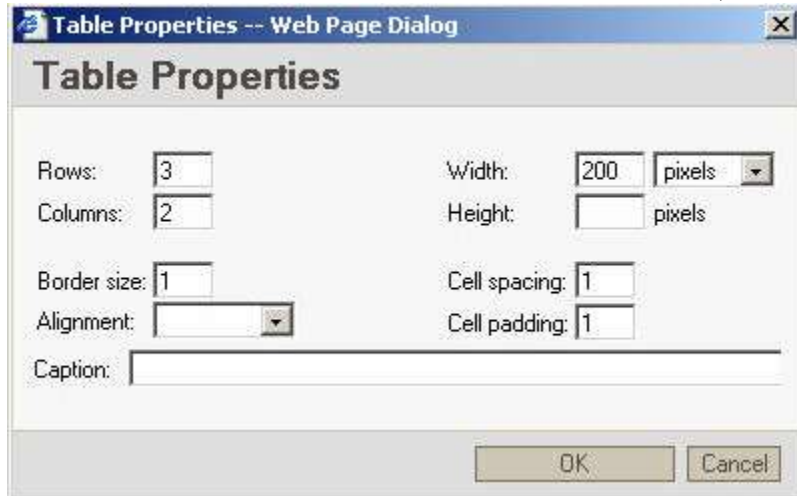 Table Properties -- Web Page Dialog
Table Properties
Rows: 3 Width: 200 pixels
Columns: 2 Height: pixels
Border size: 1 Cell spacing: 1
Alignment: Cell padding: 1
Caption:
OK Cancel